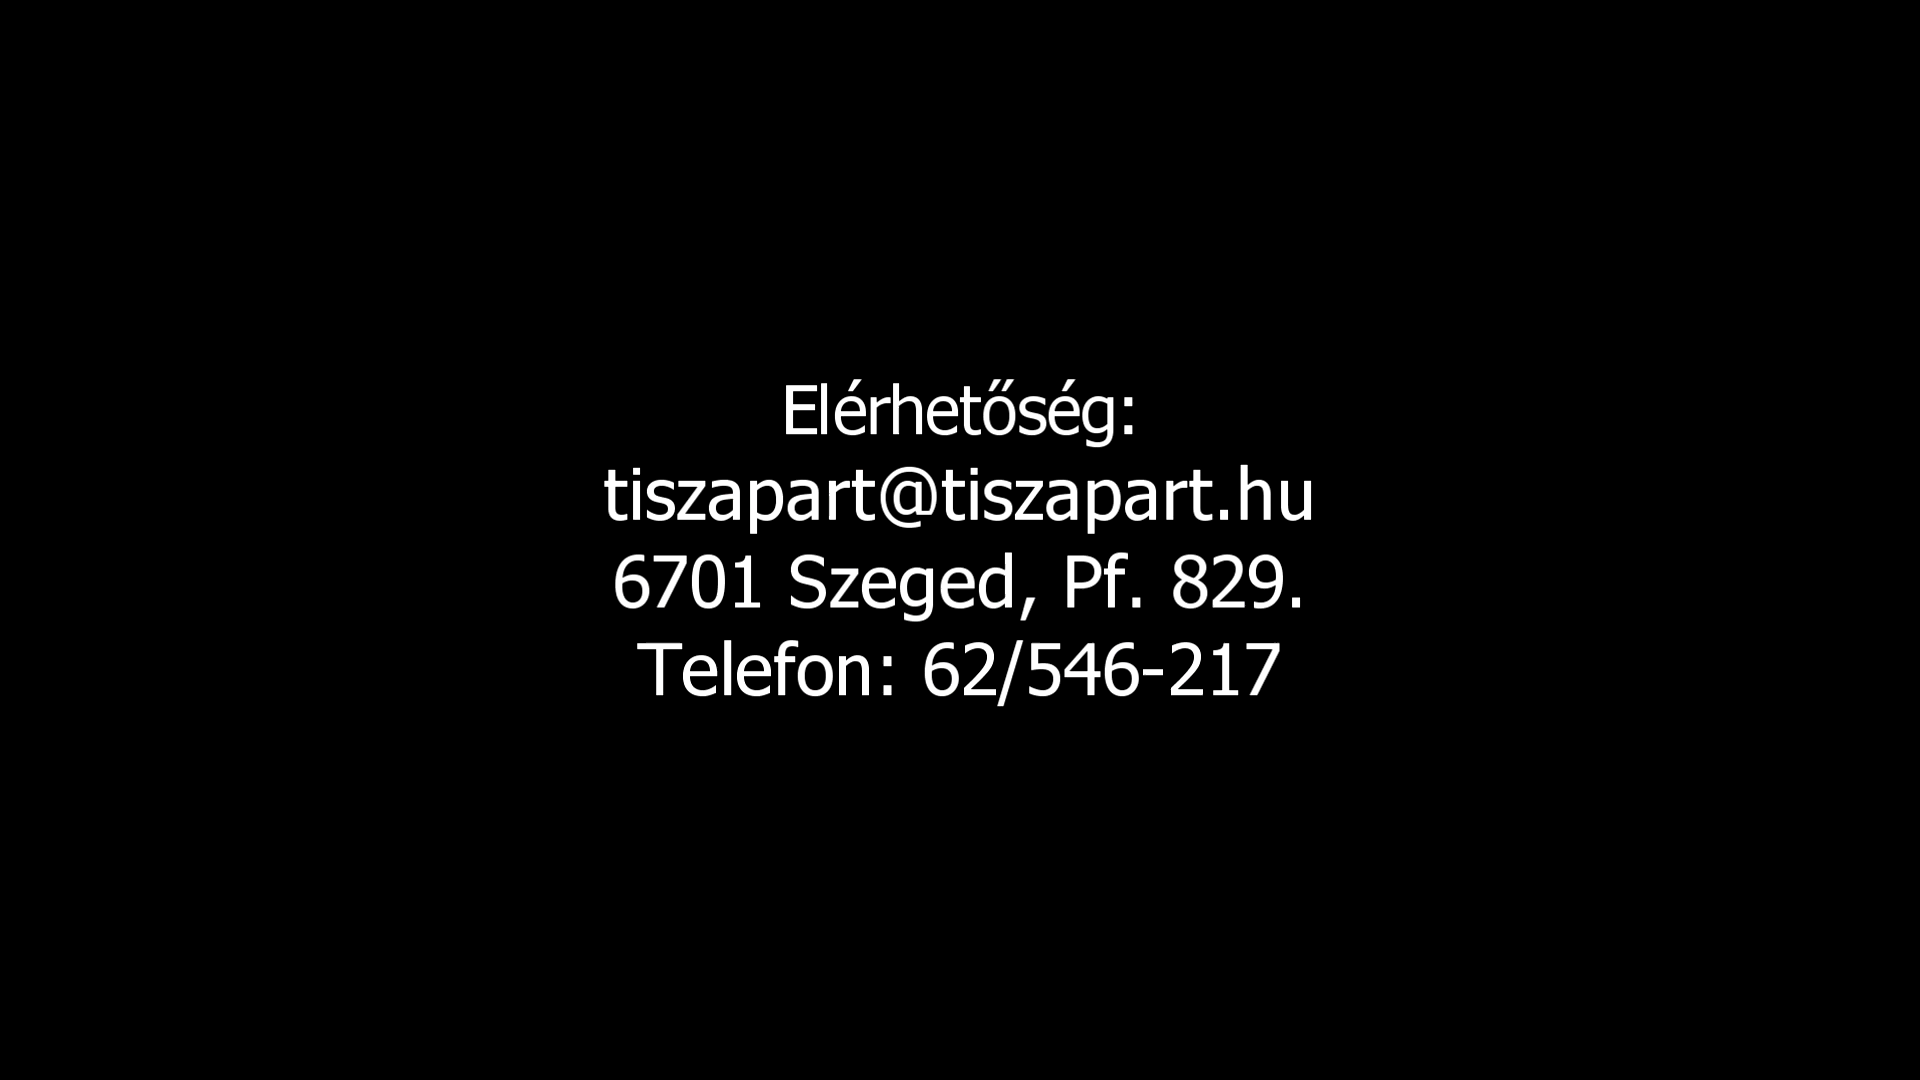 Elérhetőség:
tiszapart@tiszapart.hu
6701 Szeged, Pf. 829.
Telefon: 62/546-217